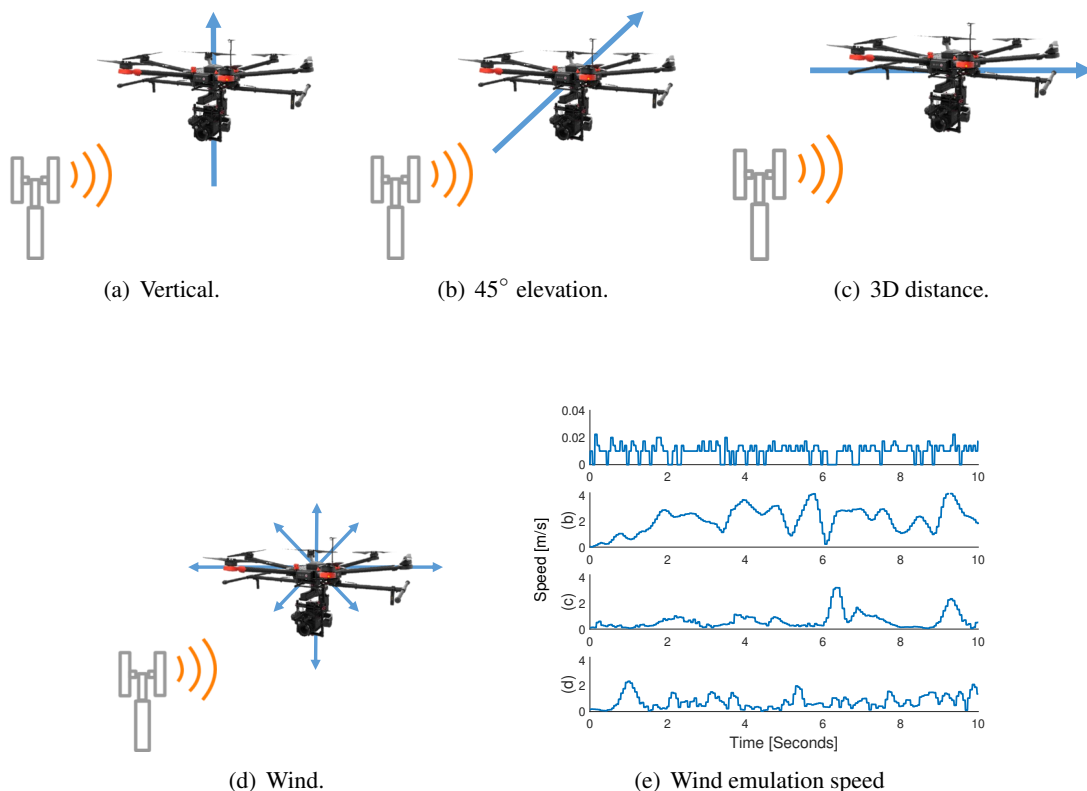 (a) Vertical.
(b) 45° elevation.
(c) 3D distance.
0.04
0.02
0
0 2 4 6 8 10
4
2
0
(b)
0 2 4 6 8 10
4
2
0
(c)
0 2 4 6 8 10
4
2
0
(d)
0 2 4 6 8 10
Speed [m/s]
Time [Seconds]
(d) Wind.
(e) Wind emulation speed